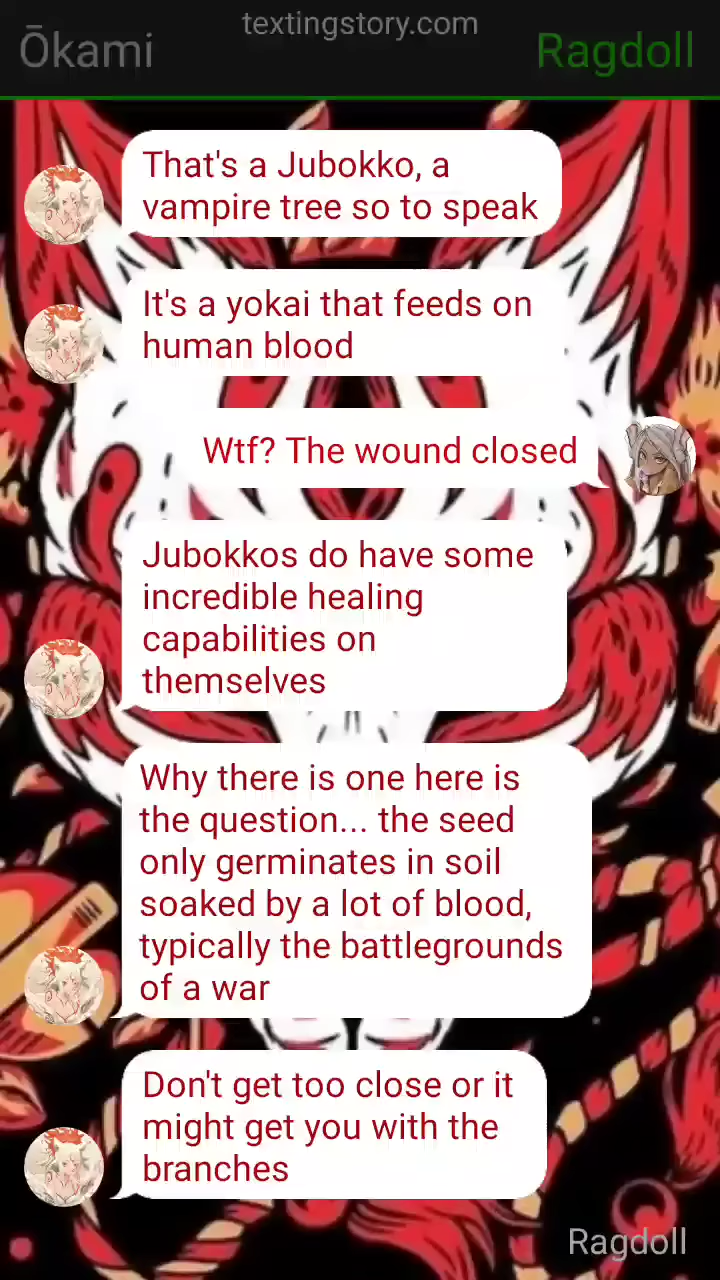 textingstory.com
Ōkami
Ragdoll
That's a Jubokko, a
vampire tree so to speak
It's a yokai that feeds on
human blood
Wtf? The wound closed
Jubokkos do have some
incredible healing
capabilities on
themselves
Why there is one here is
the question... the seed
only germinates in soil
soaked by a lot of blood,
typically the battlegrounds
of a war
Don't get too close or it
might get you with the
branches
Ragdoll